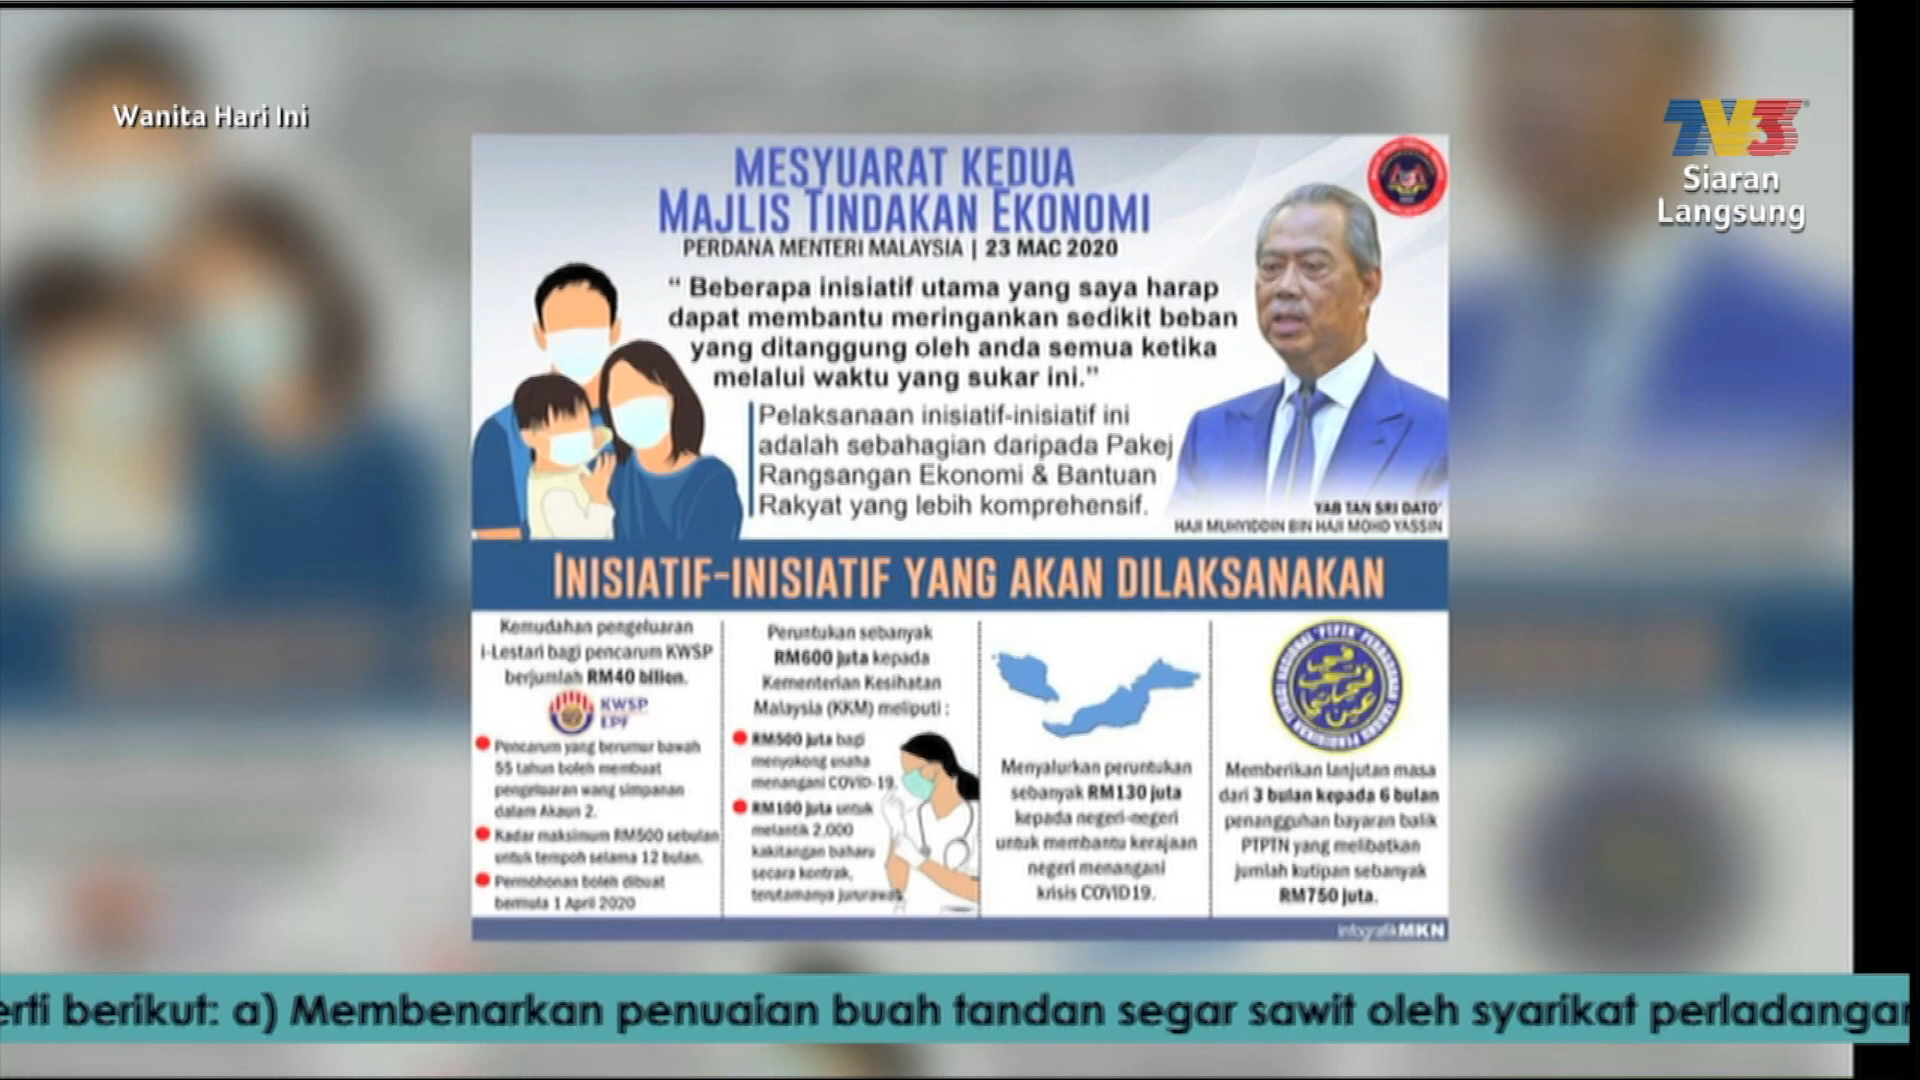 Wanita Hari Ini
TV3
Siaran
Langsung
MESYUARAT KEDUA
MAJLIS TINDAKAN EKONOMI
PERDANA MENTERI MALAYSIA | 23 MAC 2020
“ Beberapa inisiatif utama yang saya harap
dapat membantu meringankan sedikit beban
yang ditanggung oleh anda semua ketika
melalui waktu yang sukar ini.”
Pelaksanaan inisiatif-inisiatif ini
adalah sebahagian daripada Pakej
Rangsangan Ekonomi & Bantuan
Rakyat yang lebih komprehensif.
YAB TAN SRI DATO'
HAJI MUHYIDDIN BIN HAJI MOHD YASSIN
INISIATIF-INISIATIF YANG AKAN DILAKSANAKAN
Kemudahan pengeluaran
i-Lestari bagi pencarum KWSP
berjumlah RM40 bilion.
KWSP
EPF
Pencarum yang berumur bawah
55 tahun boleh membuat
pengeluaran wang simpanan
dalam Akaun 2.
Kadar maksimum RM500 sebulan
untuk tempoh selama 12 bulan.
Permohonan boleh dibuat
bermula 1 April 2020
Peruntukan sebanyak
RM600 juta kepada
Kementerian Kesihatan
Malaysia (KKM) meliputi :
RM500 juta bagi
menyokong usaha
menangani COVID-19.
RM100 juta untuk
melantik 2,000
kakitangan baharu
secara kontrak,
terutamanya jururawat.
Menyalurkan peruntukan
sebanyak RM130 juta
kepada negeri-negeri
untuk membantu kerajaan
negeri menangani
krisis COVID19.
Memberikan lanjutan masa
dari 3 bulan kepada 6 bulan
penangguhan bayaran balik
PTPTN yang melibatkan
jumlah kutipan sebanyak
RM750 juta.
infografikMKN
erti berikut: a) Membenarkan penuaian buah tandan segar sawit oleh syarikat perladangan